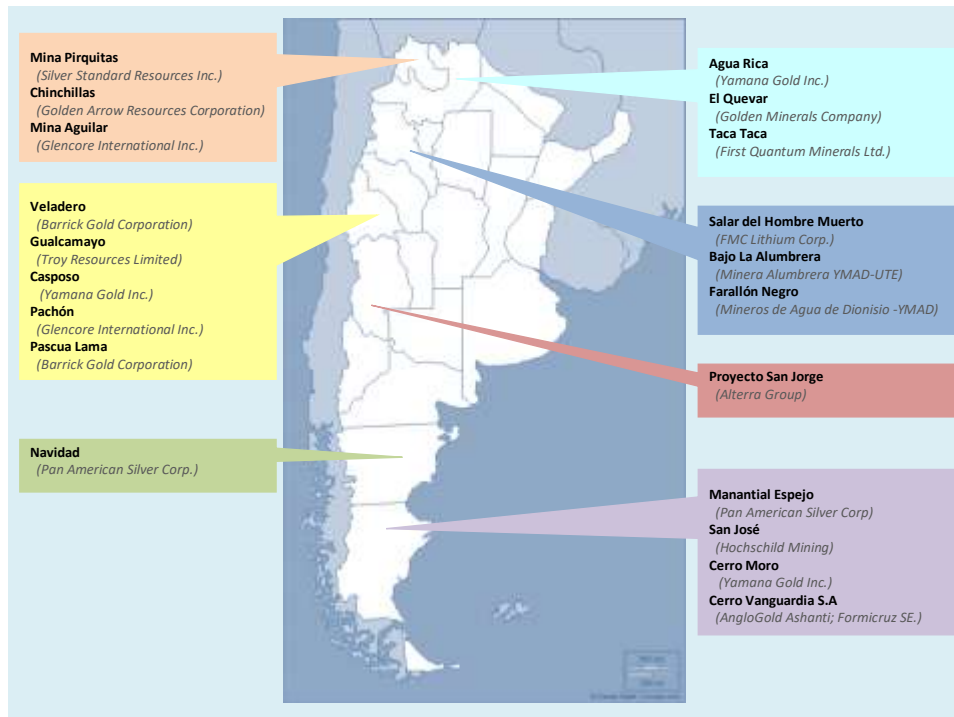 Mina Pirquitas
(Silver Standard Resources Inc.)
Chinchillas
(Golden Arrow Resources Corporation)
Mina Aguilar
(Glencore International Inc.)
Veladero
(Barrick Gold Corporation)
Gualcamayo
(Troy Resources Limited)
Casposo
(Yamana Gold Inc.)
Pachón
(Glencore International Inc.)
Pascua Lama
(Barrick Gold Corporation)
Navidad
(Pan American Silver Corp.)
Agua Rica
(Yamana Gold Inc.)
El Quevar
(Golden Minerals Company)
Taca Taca
(First Quantum Minerals Ltd.)
Salar del Hombre Muerto
(FMC Lithium Corp.)
Bajo La Alumbrera
(Minera Alumbrera YMAD-UTE)
Farallón Negro
(Mineros de Agua de Dionisio -YMAD)
Proyecto San Jorge
(Alterra Group)
Manantial Espejo
(Pan American Silver Corp)
San José
(Hochschild Mining)
Cerro Moro
(Yamana Gold Inc.)
Cerro Vanguardia S.A
(AngloGold Ashanti; Formicruz SE.)